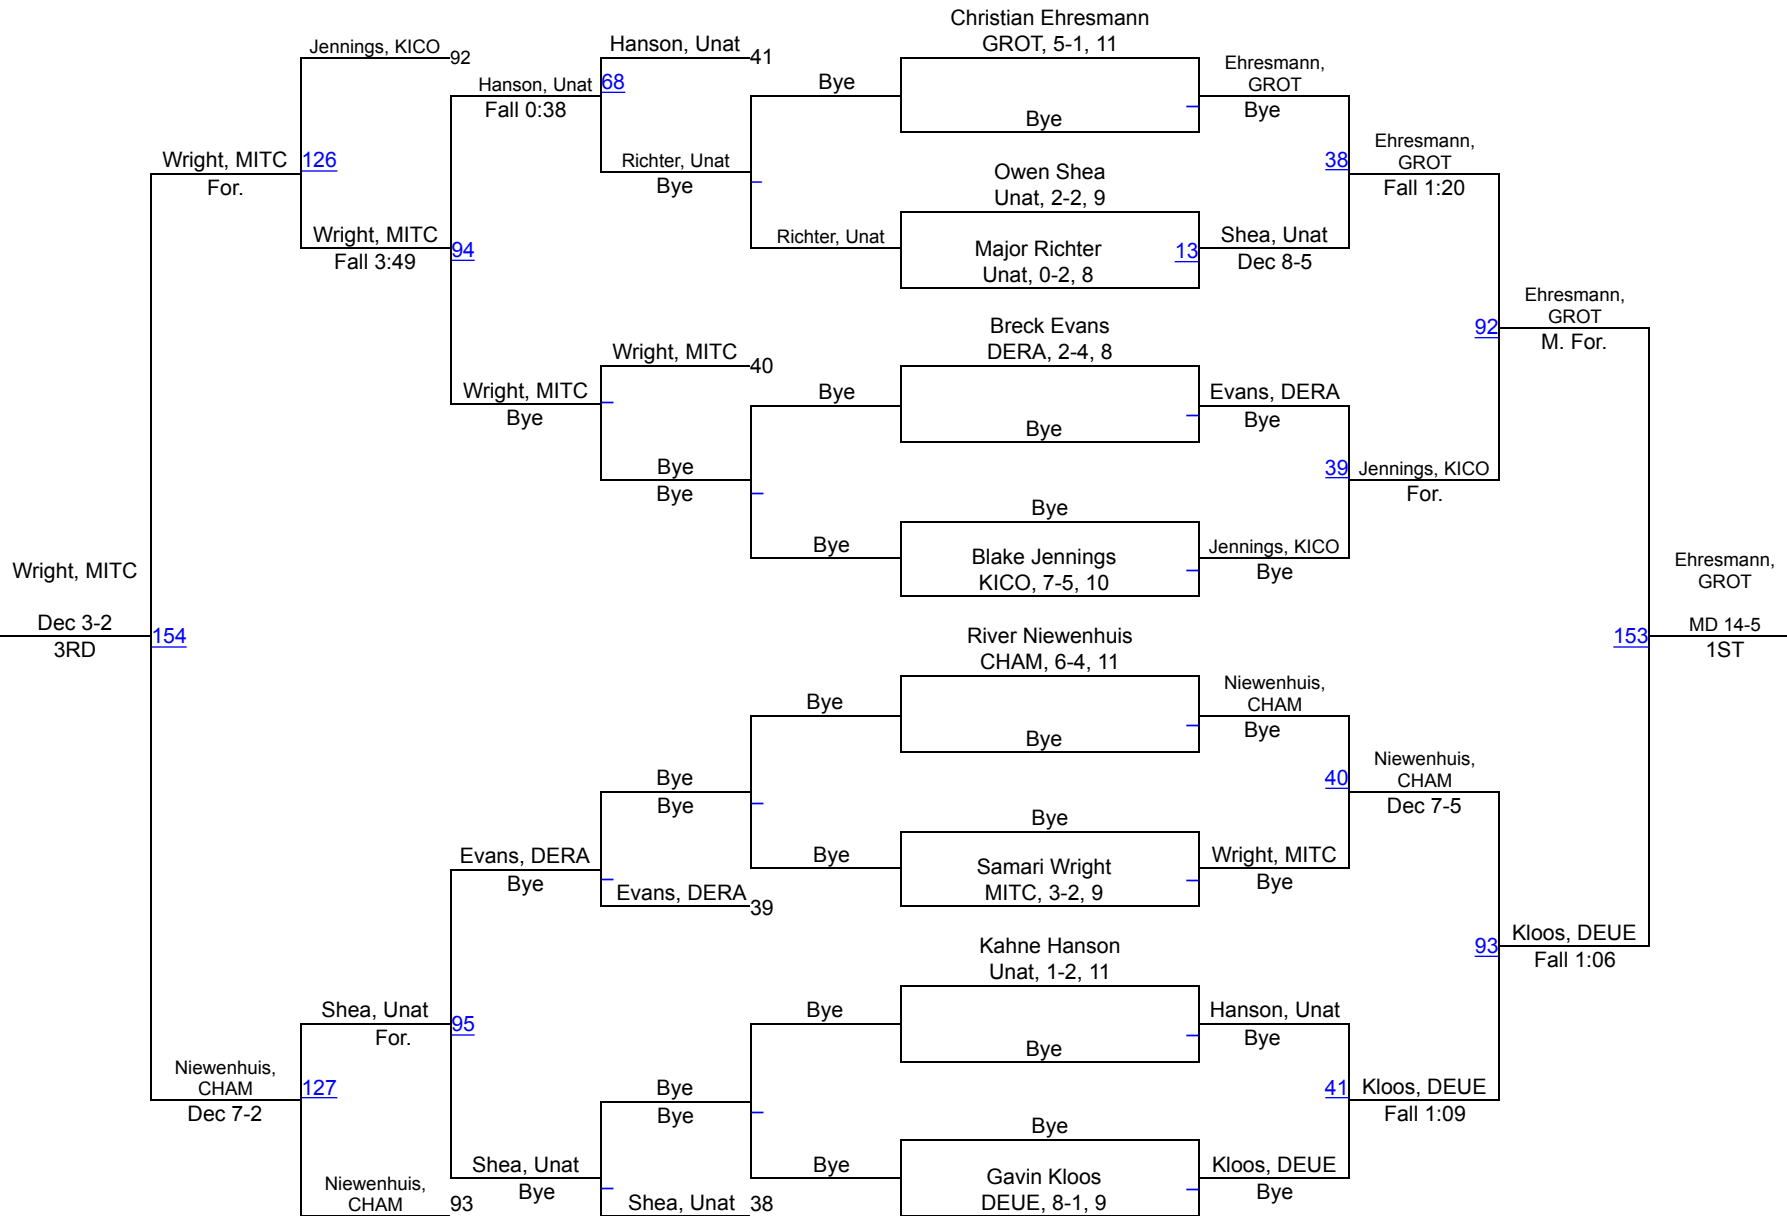 Christian Ehresmann
GROT, 5-1, 11
Jennings, KICO
92
Hanson, Unat
41
Bye
Ehresmann,
GROT
Bye
Hanson, Unat
68
Fall 0:38
Bye
Wright, MITC
126
For.
Richter, Unat
Bye
Owen Shea
Unat, 2-2, 9
38
Ehresmann,
GROT
Fall 1:20
Wright, MITC
94
Fall 3:49
Richter, Unat
Major Richter
Unat, 0-2, 8
13
Shea, Unat
Dec 8-5
Breck Evans
DERA, 2-4, 8
92
Ehresmann,
GROT
M. For.
Wright, MITC
40
Wright, MITC
Bye
Bye
Evans, DERA
Bye
Bye
Bye
Bye
39
Jennings, KICO
For.
Bye
Bye
Blake Jennings
KICO, 7-5, 10
Jennings, KICO
Bye
Wright, MITC
Dec 3-2
154
3RD
River Niewenhuis
CHAM, 6-4, 11
153
Ehresmann,
GROT
MD 14-5
1ST
Bye
Niewenhuis,
CHAM
Bye
Bye
Bye
Bye
40
Niewenhuis,
CHAM
Dec 7-5
Bye
Evans, DERA
Bye
Bye
Samari Wright
MITC, 3-2, 9
Wright, MITC
Bye
Evans, DERA
39
Kahne Hanson
Unat, 1-2, 11
93
Kloos, DEUE
Fall 1:06
Shea, Unat
95
For.
Bye
Hanson, Unat
Bye
Bye
Niewenhuis,
CHAM
127
Dec 7-2
Bye
Bye
41
Kloos, DEUE
Fall 1:09
Bye
Shea, Unat
Bye
Bye
Gavin Kloos
DEUE, 8-1, 9
Kloos, DEUE
Bye
Niewenhuis,
CHAM
93
Shea, Unat
38